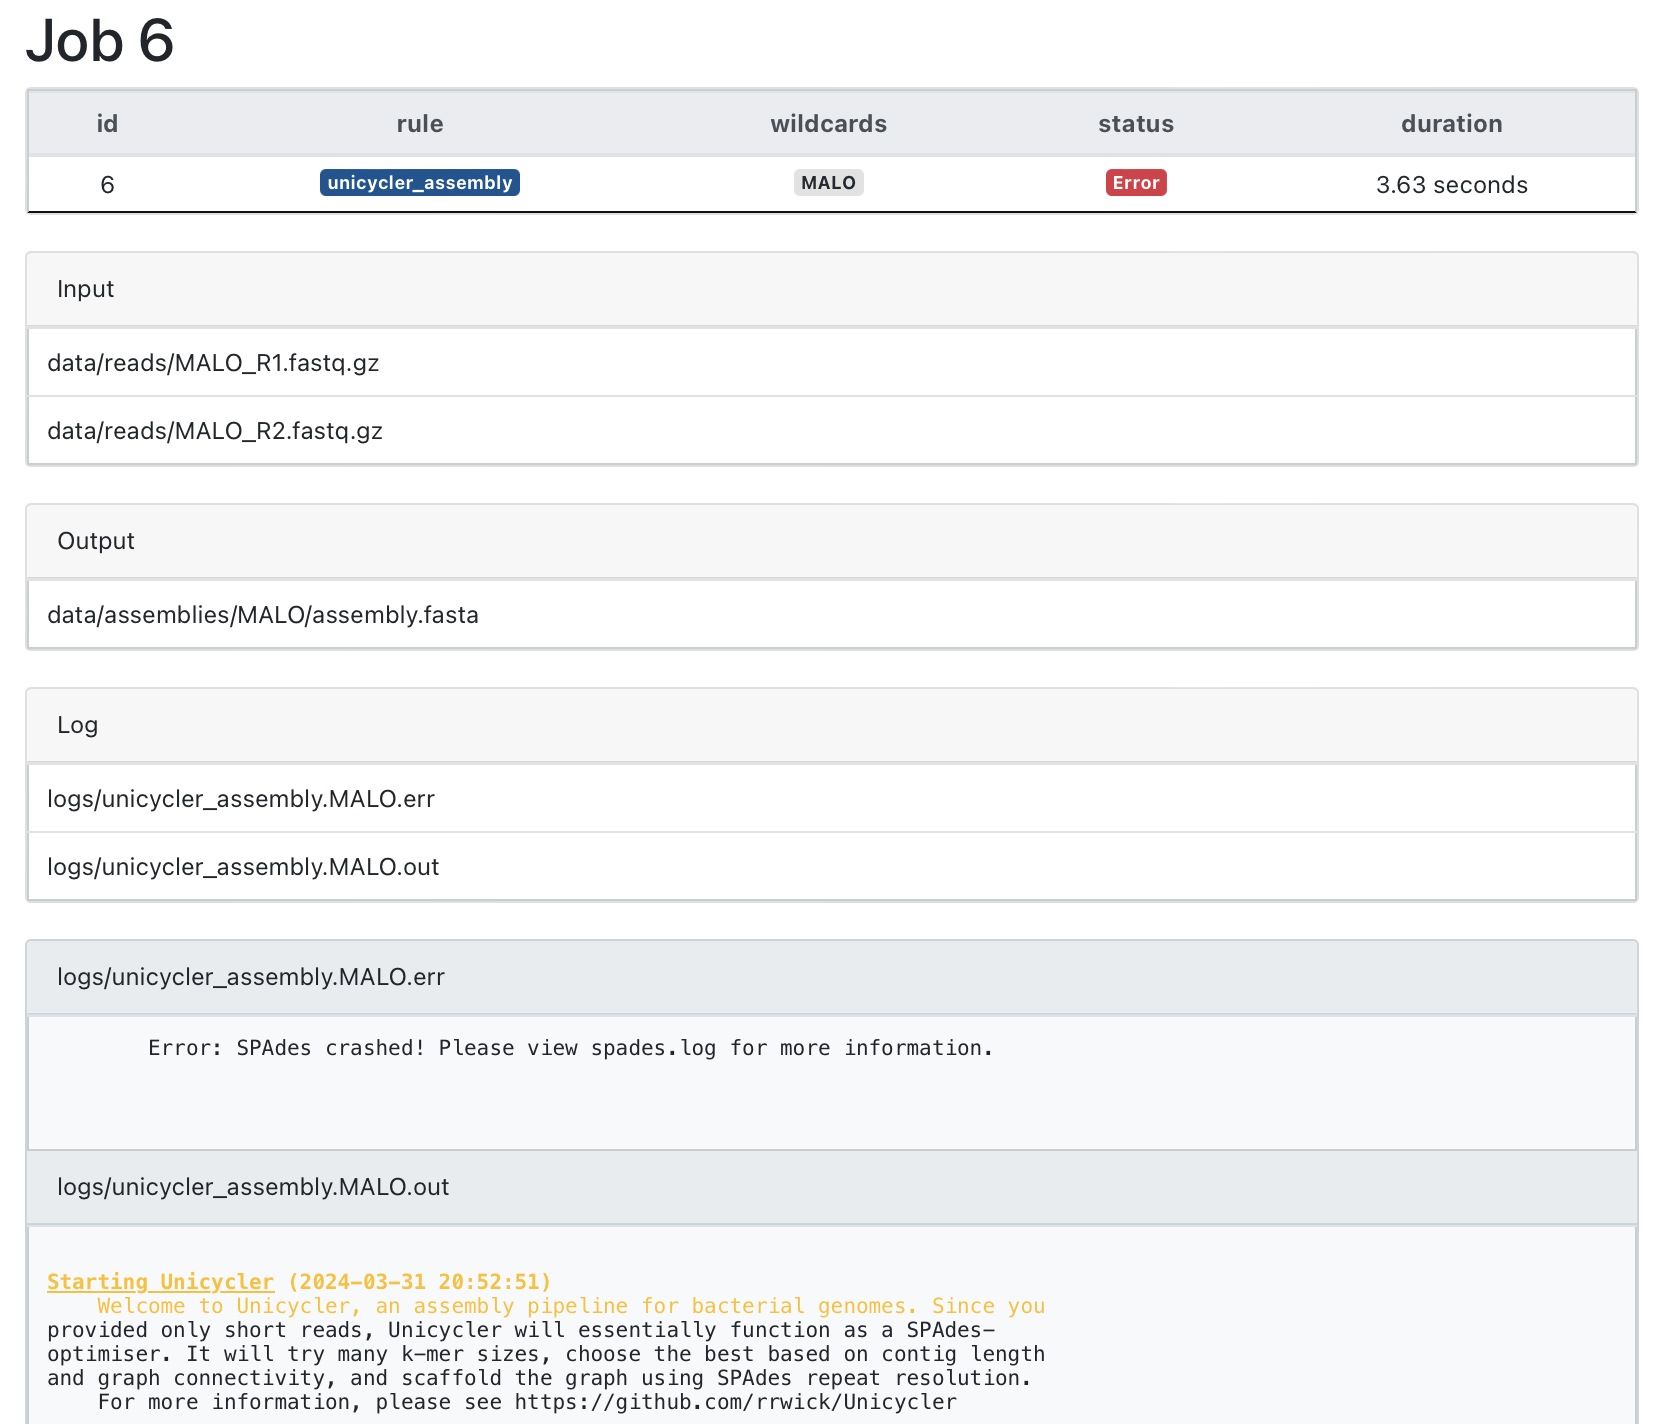 Job 6
id rule wildcards status duration
6 unicycler_assembly MALO Error 3.63 seconds
Input
data/reads/MALO_R1.fastq.gz
data/reads/MALO_R2.fastq.gz
Output
data/assemblies/MALO/assembly.fasta
Log
logs/unicycler_assembly.MALO.err
logs/unicycler_assembly.MALO.out
logs/unicycler_assembly.MALO.err
Error: SPAdes crashed! Please view spades.log for more information.
logs/unicycler_assembly.MALO.out
Starting Unicycler (2024-03-31 20:52:51)
Welcome to Unicycler, an assembly pipeline for bacterial genomes. Since you
provided only short reads, Unicycler will essentially function as a SPAdes-
optimiser. It will try many k-mer sizes, choose the best based on contig length
and graph connectivity, and scaffold the graph using SPAdes repeat resolution.
For more information, please see https://github.com/rrwick/Unicycler